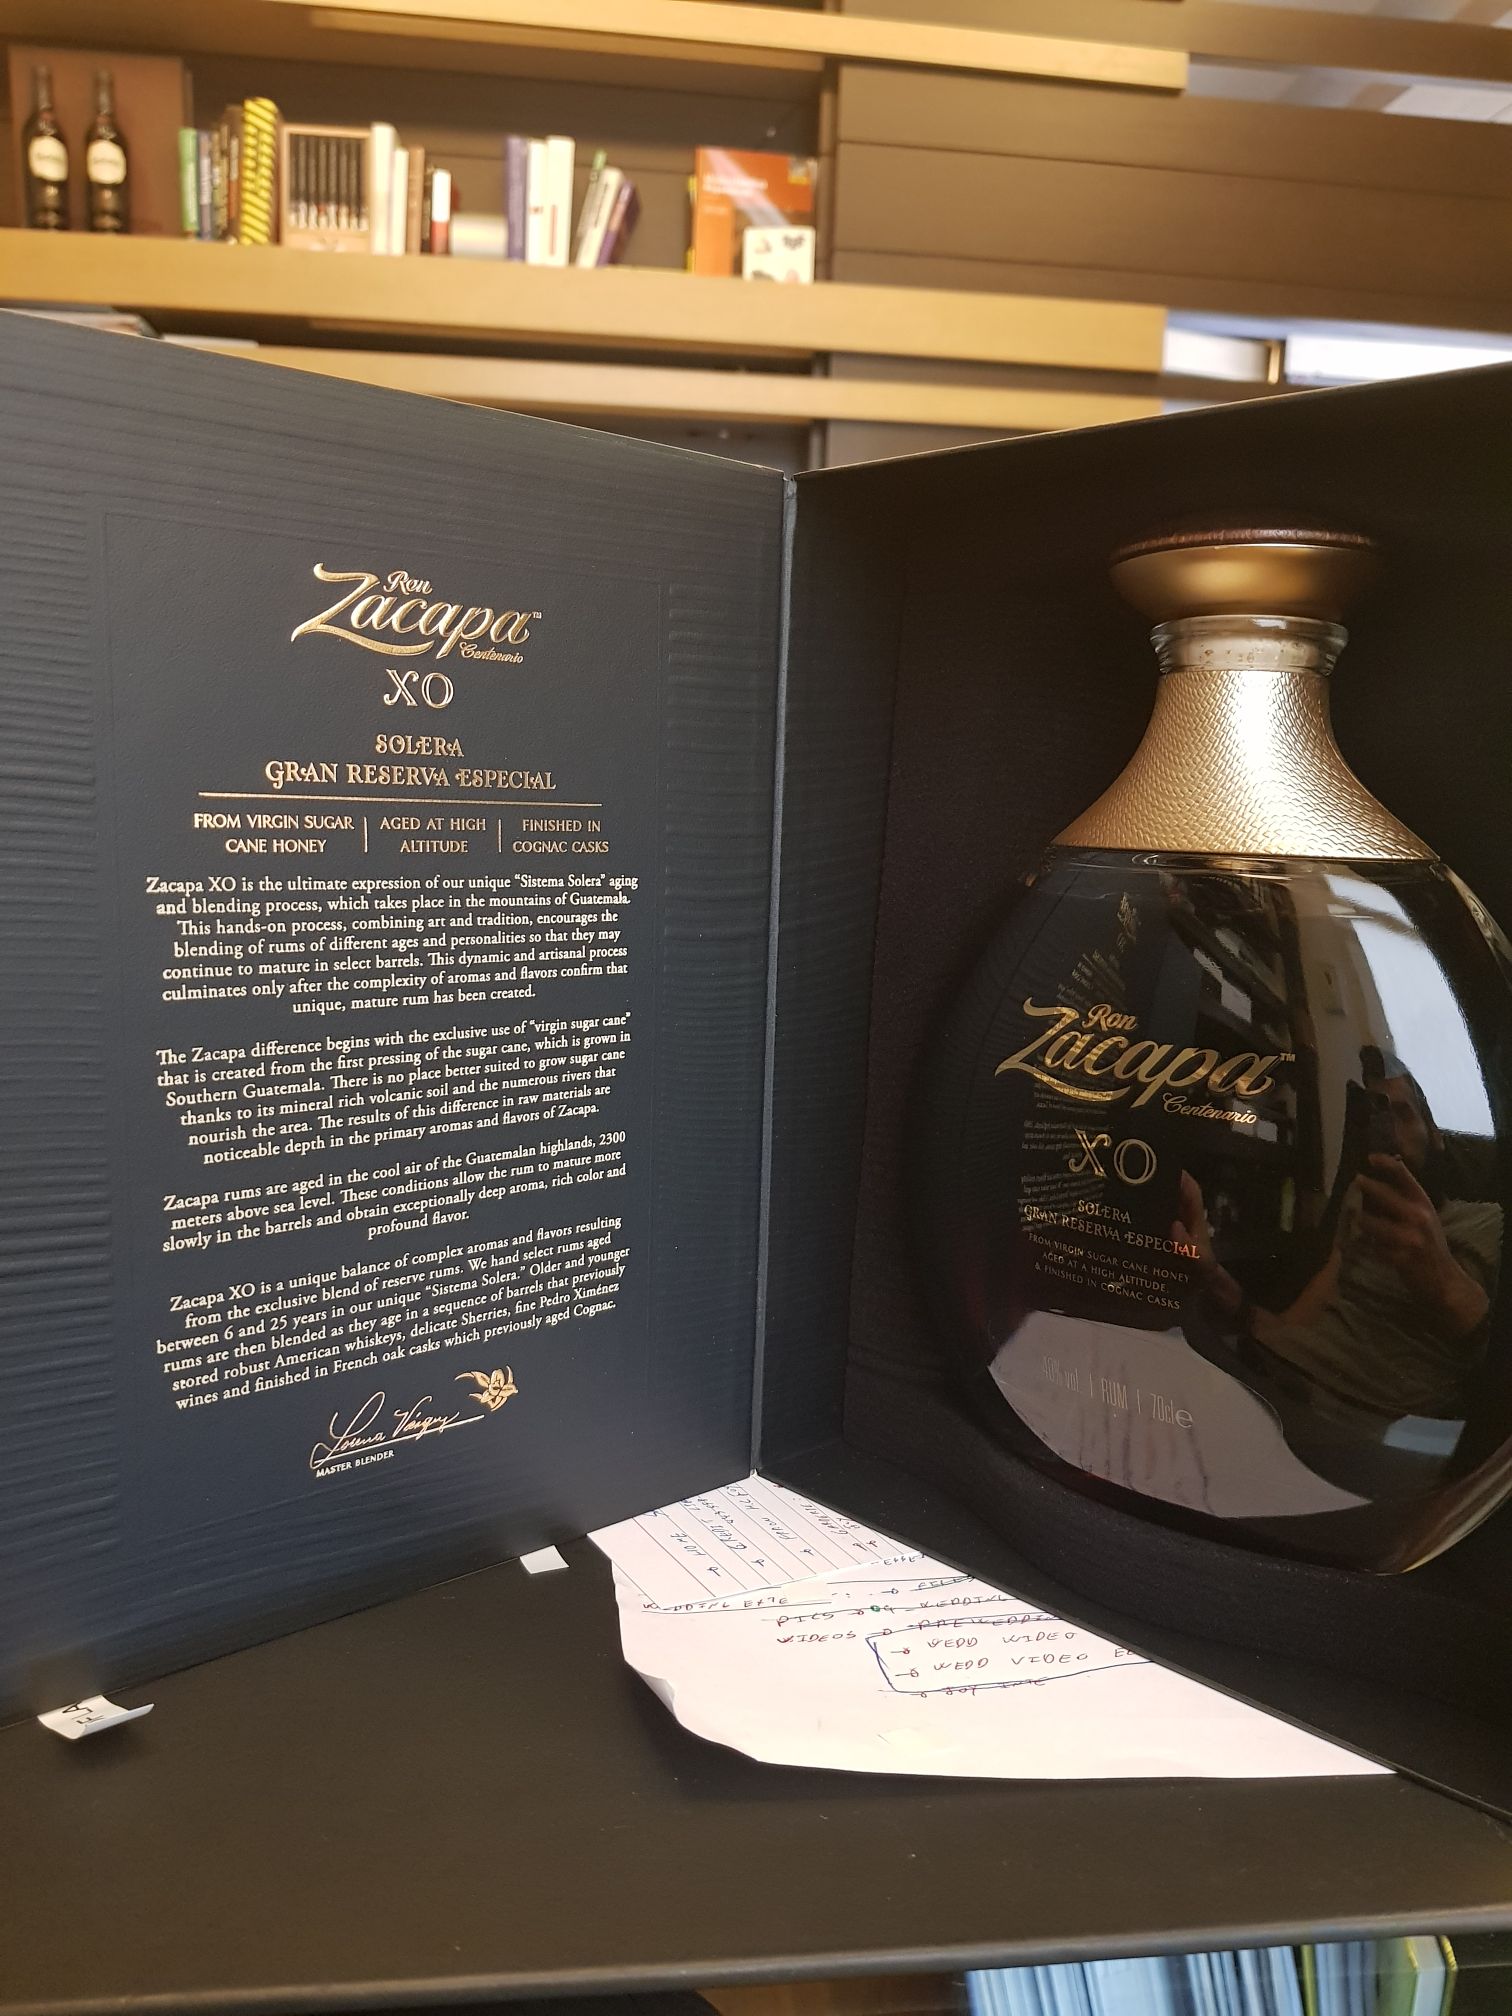 Ron
Zacapa™
Centenario
XO
SOLERA
GRAN RESERVA ESPECIAL
FROM VIRGIN SUGAR CANE HONEY
AGED AT HIGH ALTITUDE
FINISHED IN COGNAC CASKS
Zacapa XO is the ultimate expression of our unique “Sistema Solera” aging
and blending process, which takes place in the mountains of Guatemala.
This hands-on process, combining art and tradition, encourages the
blending of rums of different ages and personalities so that they may
continue to mature in select barrels. This dynamic and artisanal process
culminates only after the complexity of aromas and flavors confirm that
unique, mature rum has been created.
The Zacapa difference begins with the exclusive use of “virgin sugar cane”
that is created from the first pressing of the sugar cane, which is grown in
Southern Guatemala. There is no place better suited to grow sugar cane
thanks to its mineral rich volcanic soil and the numerous rivers that
nourish the area. The results of this difference in raw materials are
noticeable depth in the primary aromas and flavors of Zacapa.
Zacapa rums are aged in the cool air of the Guatemalan highlands, 2300
meters above sea level. These conditions allow the rum to mature more
slowly in the barrels and obtain exceptionally deep aroma, rich color and
profound flavor.
Zacapa XO is a unique balance of complex aromas and flavors resulting
from the exclusive blend of reserve rums. We hand select rums aged
between 6 and 25 years in our unique “Sistema Solera.” Older and younger
rums are then blended as they age in a sequence of barrels that previously
stored robust American whiskeys, delicate Sherries, fine Pedro Ximénez
wines and finished in French oak casks which previously aged Cognac.
Lorena Vásquez
MASTER BLENDER
Ron
Zacapa™
Centenario
XO
SOLERA
GRAN RESERVA ESPECIAL
FROM VIRGIN SUGAR CANE HONEY
AGED AT A HIGH ALTITUDE,
& FINISHED IN COGNAC CASKS
40% vol. | RUM | 70cl e
HOME
FILES
PICS WEDDING
VIDEOS PREWEDDIN
WEDD VIDEO
WEDD VIDEO
FLA